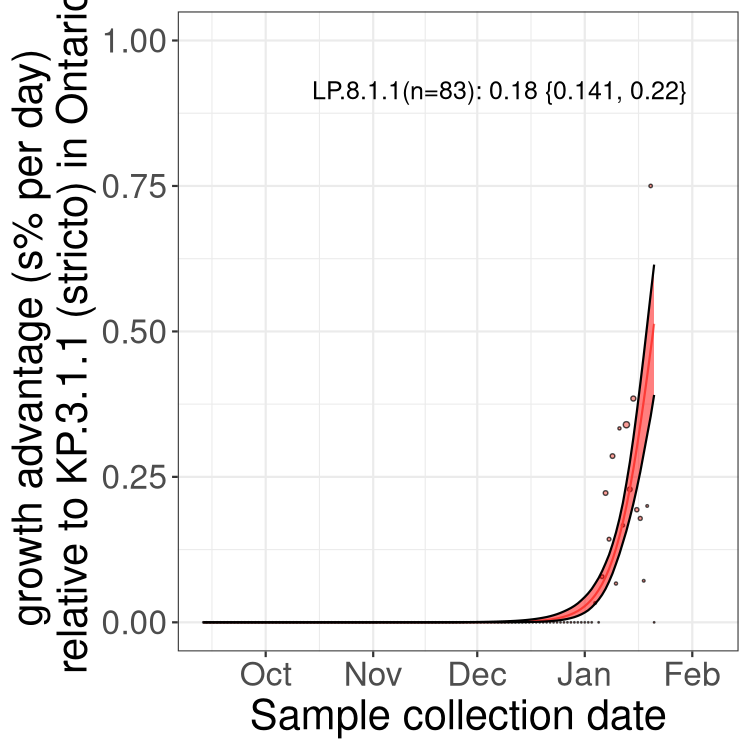 growth advantage (s% per day)
relative to KP.3.1.1 (stricto) in Ontario
1.00
0.75
0.50
0.25
0.00
LP.8.1.1(n=83): 0.18 {0.141, 0.22}
Oct Nov Dec Jan Feb
Sample collection date